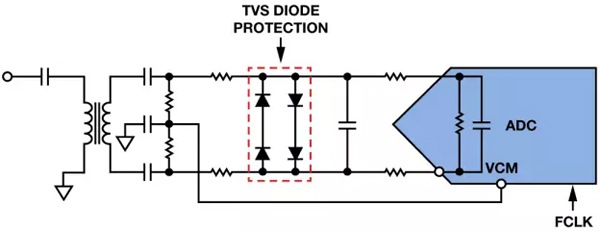 TVS DIODE
PROTECTION
ADC
VCM
FCLK